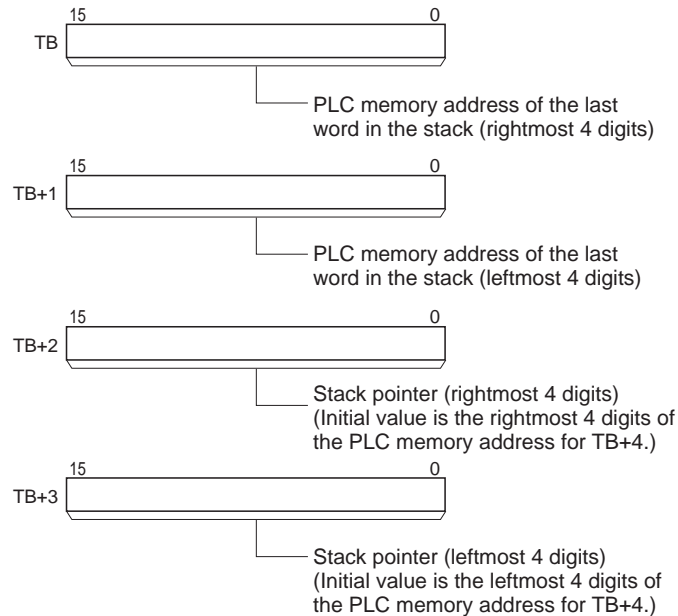 15 0
TB
PLC memory address of the last
word in the stack (rightmost 4 digits)
15 0
TB+1
PLC memory address of the last
word in the stack (leftmost 4 digits)
15 0
TB+2
Stack pointer (rightmost 4 digits)
(Initial value is the rightmost 4 digits of
the PLC memory address for TB+4.)
15 0
TB+3
Stack pointer (leftmost 4 digits)
(Initial value is the leftmost 4 digits of
the PLC memory address for TB+4.)